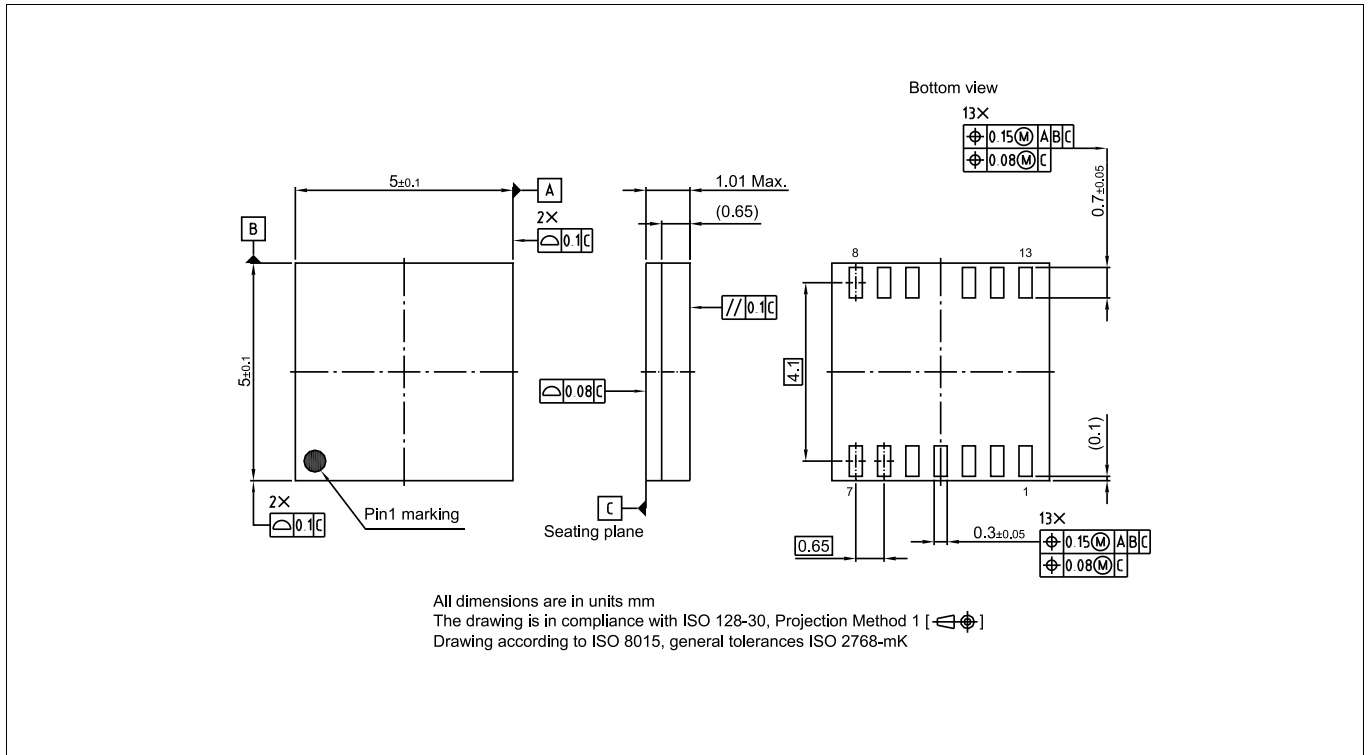 Bottom view
13X
⌖ 0.15Ⓜ A B C
⌖ 0.08Ⓜ C
5±0.1
A
1.01 Max.
2X
(0.65)
⌓ 0.1 C
B
0.7±0.05
8
13
// 0.1 C
5±0.1
4.1
⌓ 0.08 C
(0.1)
7
1
2X
⌓ 0.1 C
Pin1 marking
C
Seating plane
0.65
0.3±0.05
13X
⌖ 0.15Ⓜ A B C
⌖ 0.08Ⓜ C
All dimensions are in units mm
The drawing is in compliance with ISO 128-30, Projection Method 1 [ ]
Drawing according to ISO 8015, general tolerances ISO 2768-mK